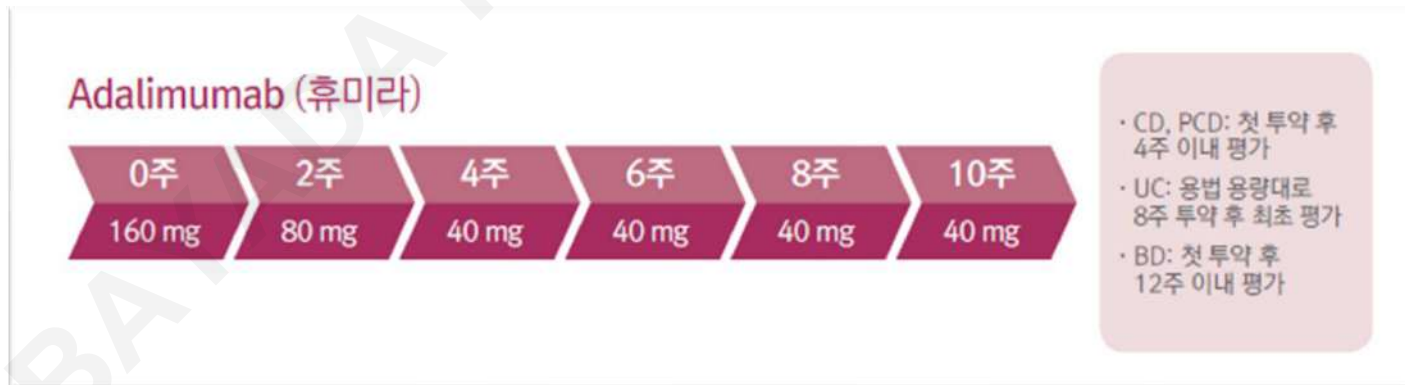 Adalimumab (휴미라)
0주 2주 4주 6주 8주 10주
160 mg 80 mg 40 mg 40 mg 40 mg 40 mg
· CD, PCD: 첫 투약 후
4주 이내 평가
· UC: 용법 용량대로
8주 투약 후 최초 평가
· BD: 첫 투약 후
12주 이내 평가